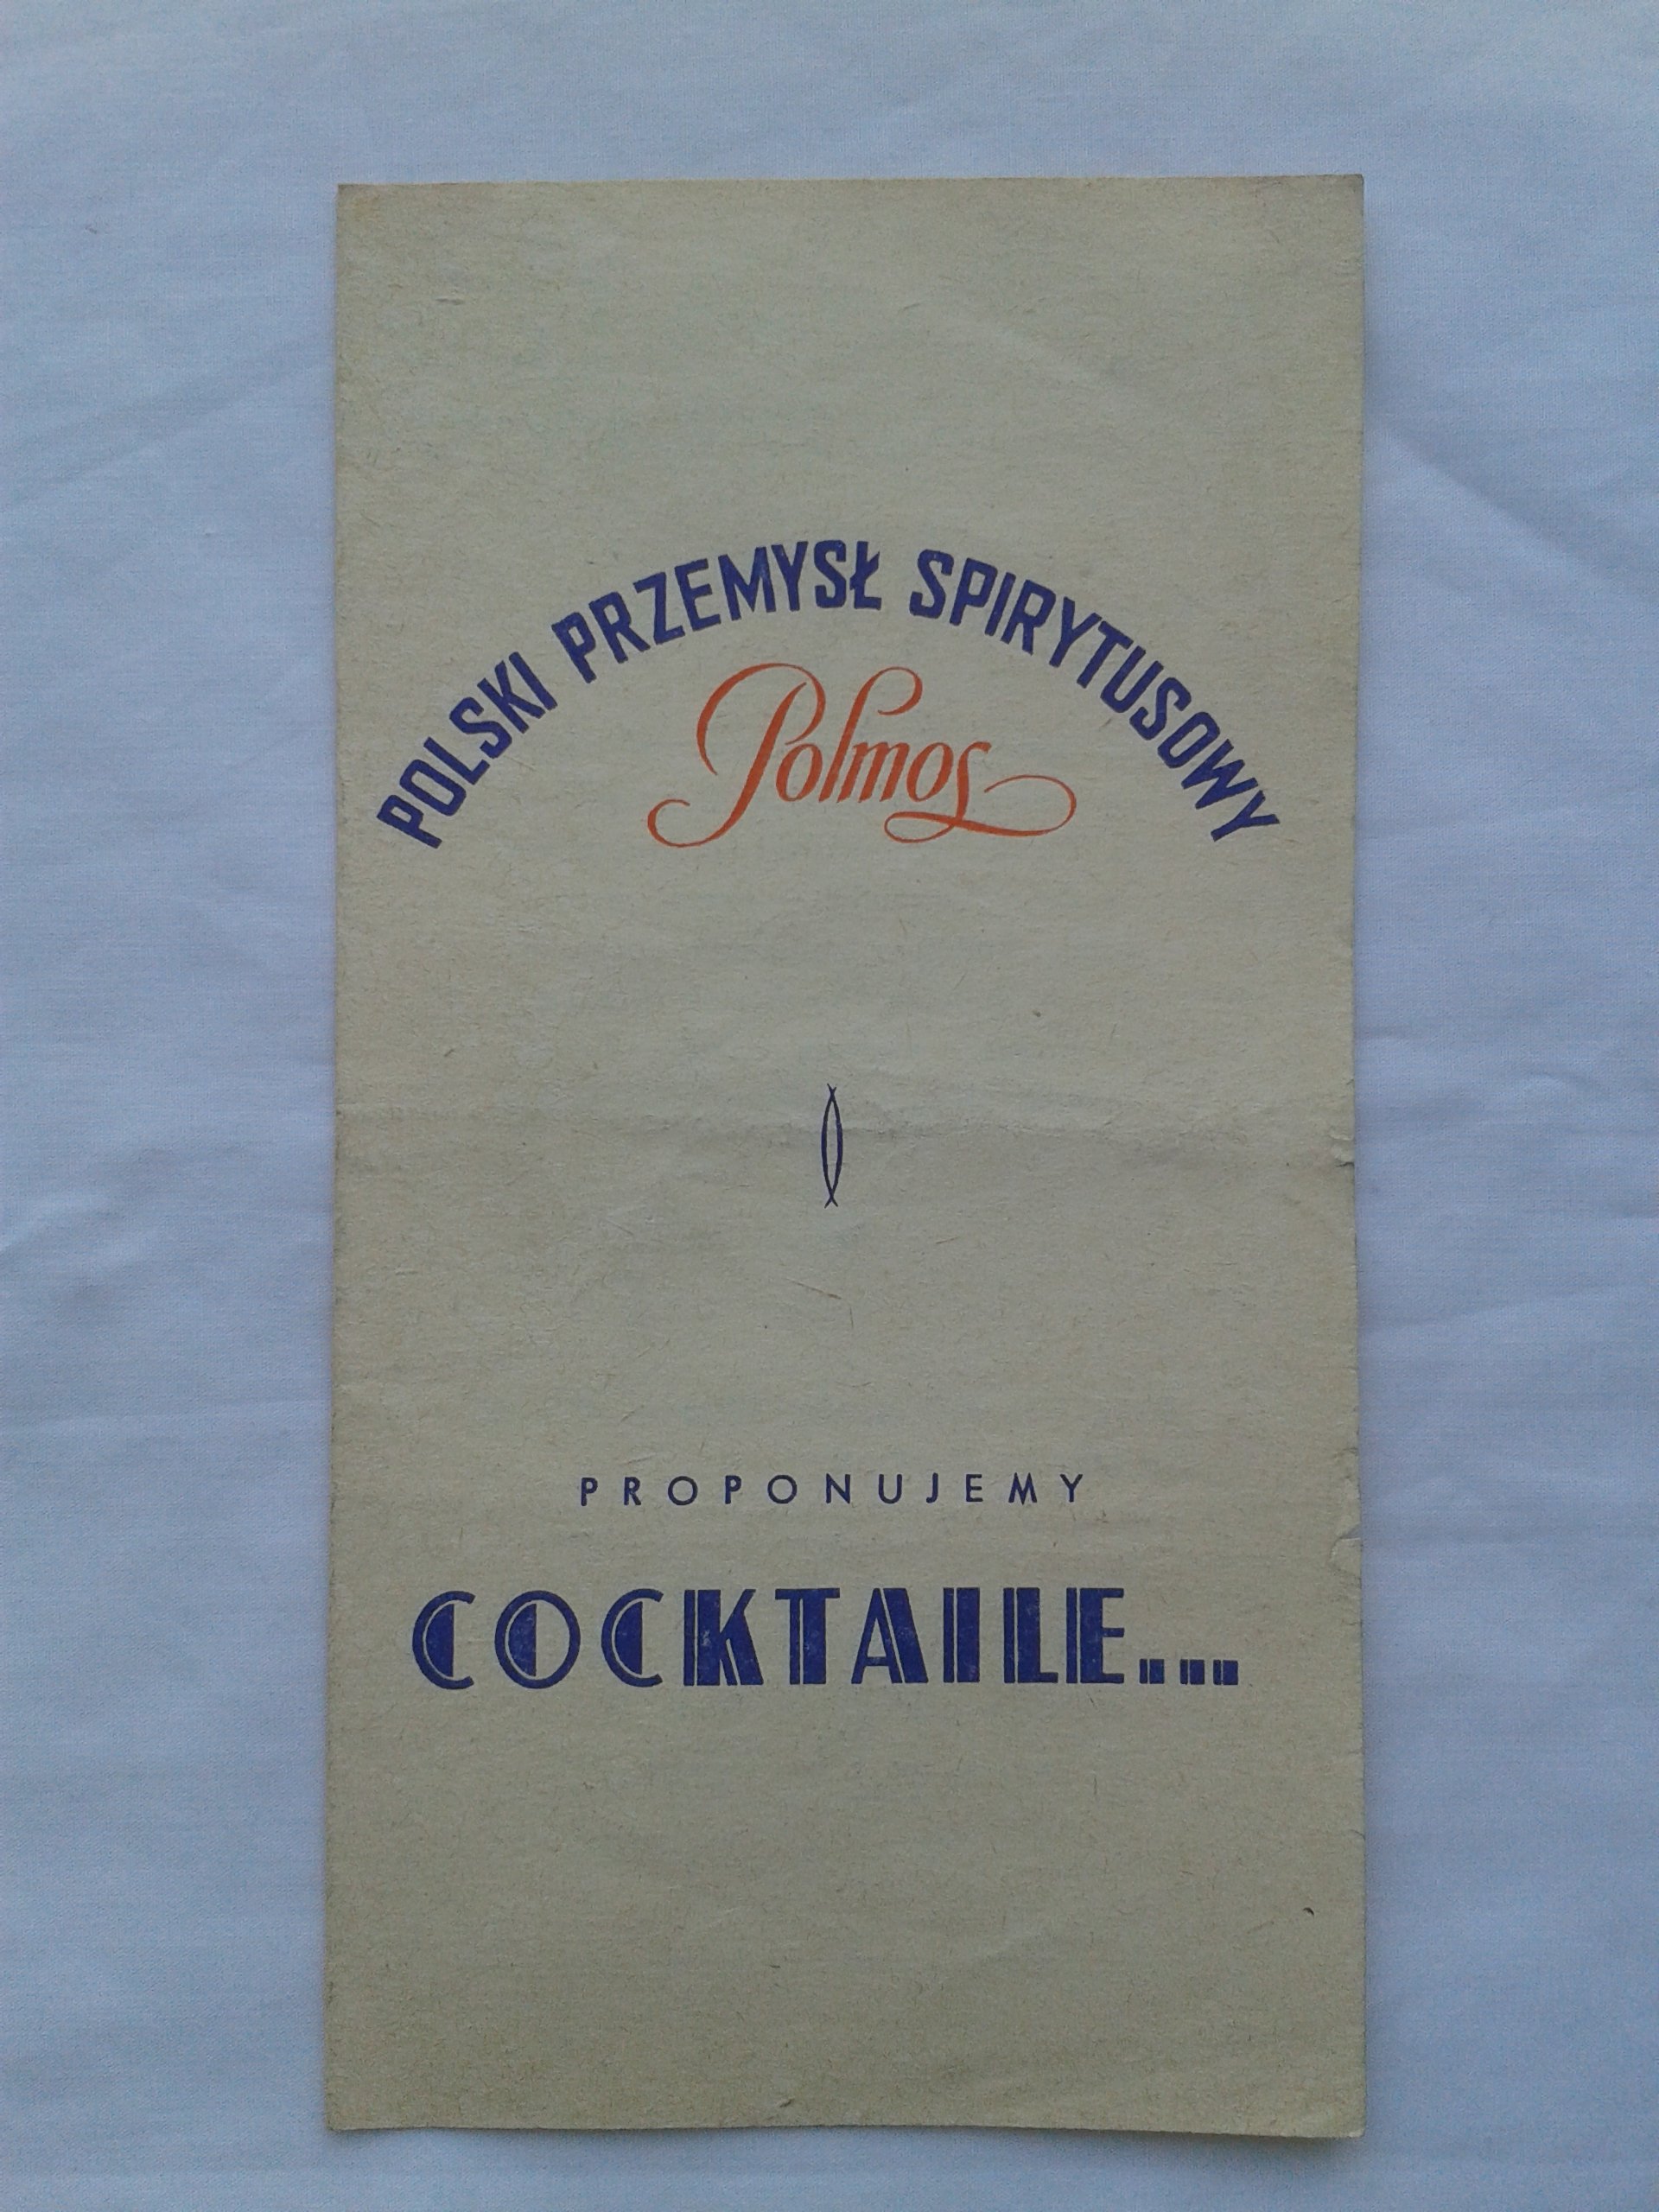 POLSKI PRZEMYSŁ SPIRYTUSOWY
Polmos
PROPONUJEMY
COCKTAILE...